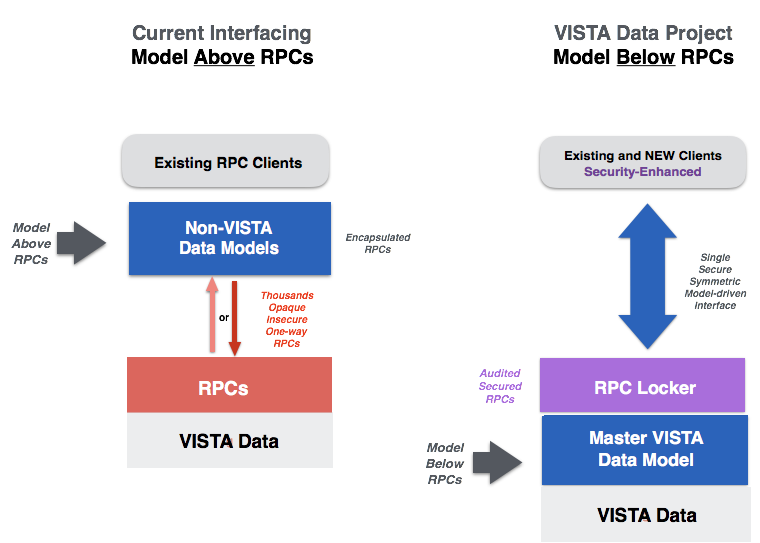 Current Interfacing
Model Above RPCs
Existing RPC Clients
Model
Above
RPCs
Non-VISTA
Data Models
Encapsulated
RPCs
or
Thousands
Opaque
Insecure
One-way
RPCs
RPCs
VISTA Data
VISTA Data Project
Model Below RPCs
Existing and NEW Clients
Security-Enhanced
Single
Secure
Symmetric
Model-driven
Interface
Audited
Secured
RPCs
RPC Locker
Model
Below
RPCs
Master VISTA
Data Model
VISTA Data